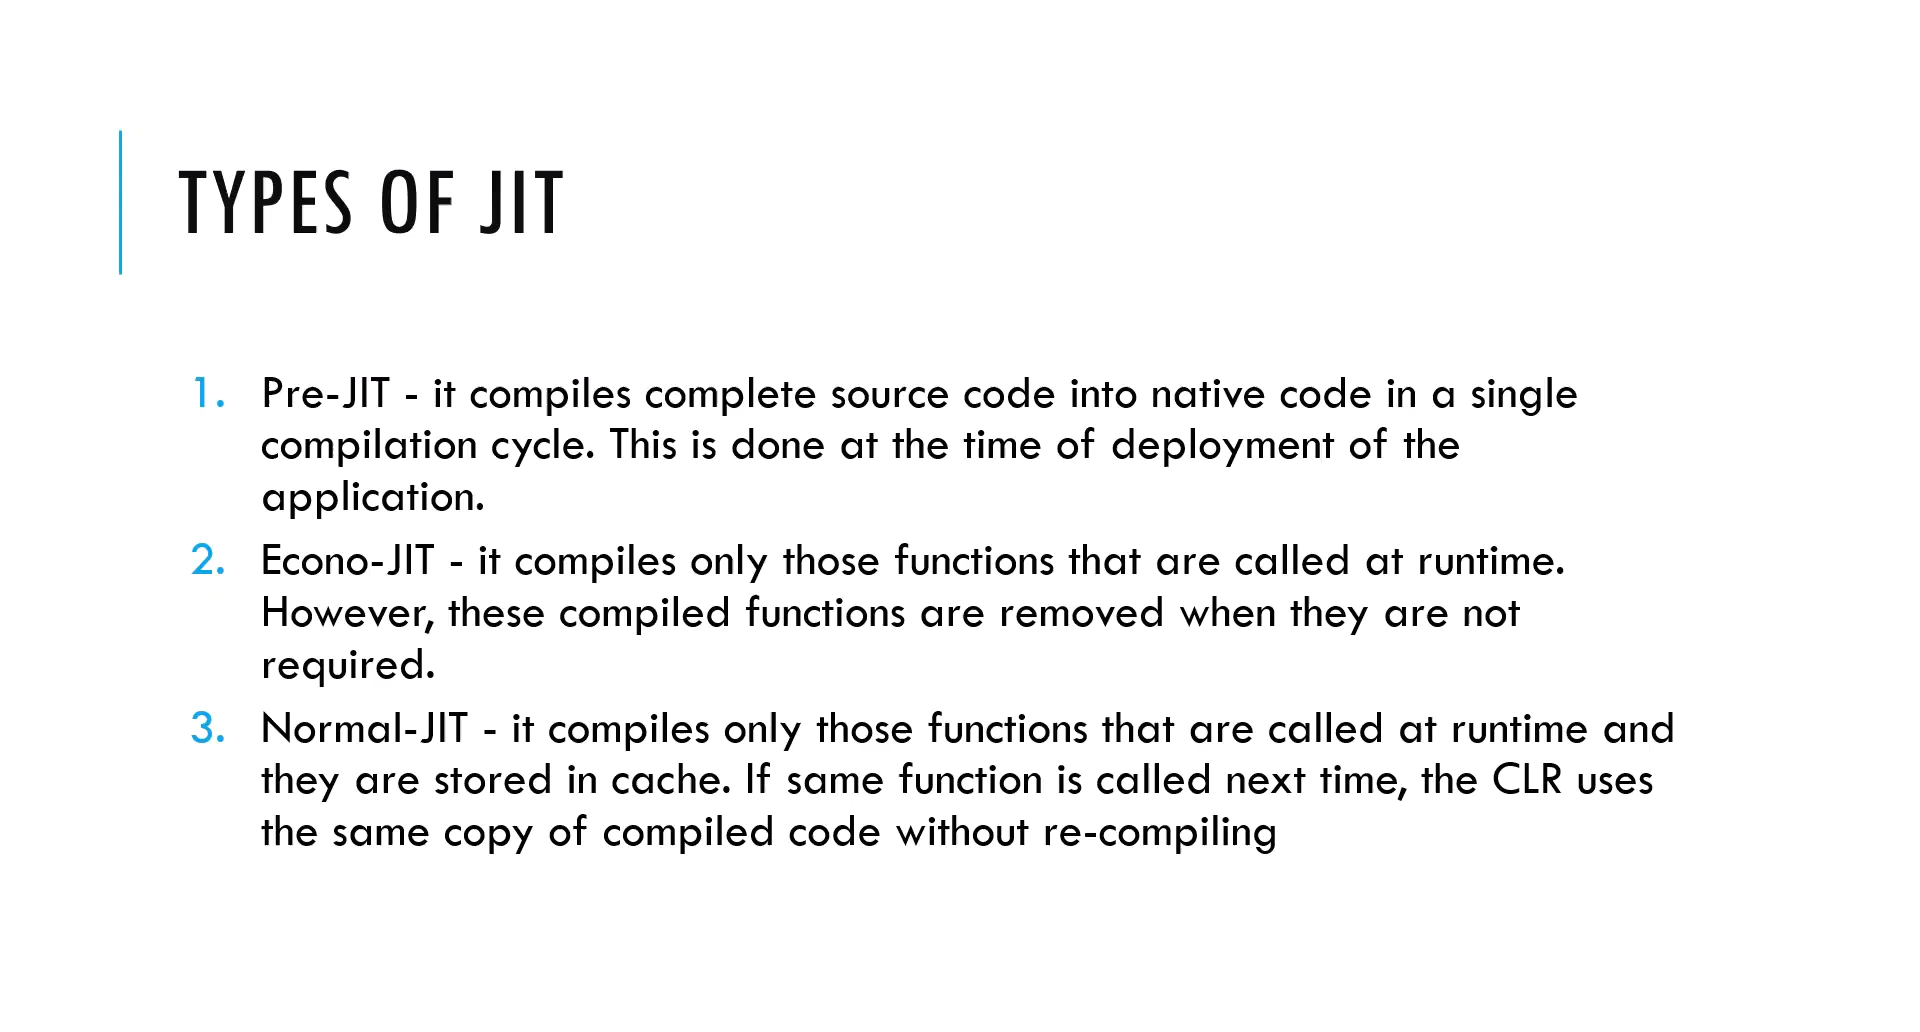 TYPES OF JIT
1. Pre-JIT - it compiles complete source code into native code in a single
compilation cycle. This is done at the time of deployment of the
application.
2. Econo-JIT - it compiles only those functions that are called at runtime.
However, these compiled functions are removed when they are not
required.
3. Normal-JIT - it compiles only those functions that are called at runtime and
they are stored in cache. If same function is called next time, the CLR uses
the same copy of compiled code without re-compiling